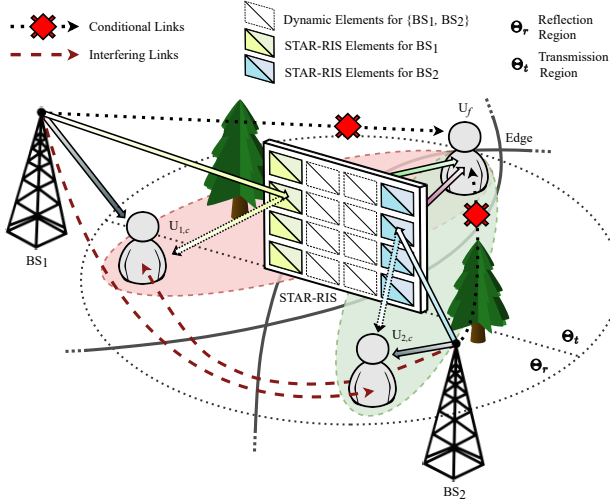 Conditional Links
Interfering Links
Dynamic Elements for {BS1, BS2}
STAR-RIS Elements for BS1
STAR-RIS Elements for BS2
Θr Reflection
Region
Θt Transmission
Region
Uf
Edge
U1,c
BS1
STAR-RIS
U2,c
Θt
Θr
BS2